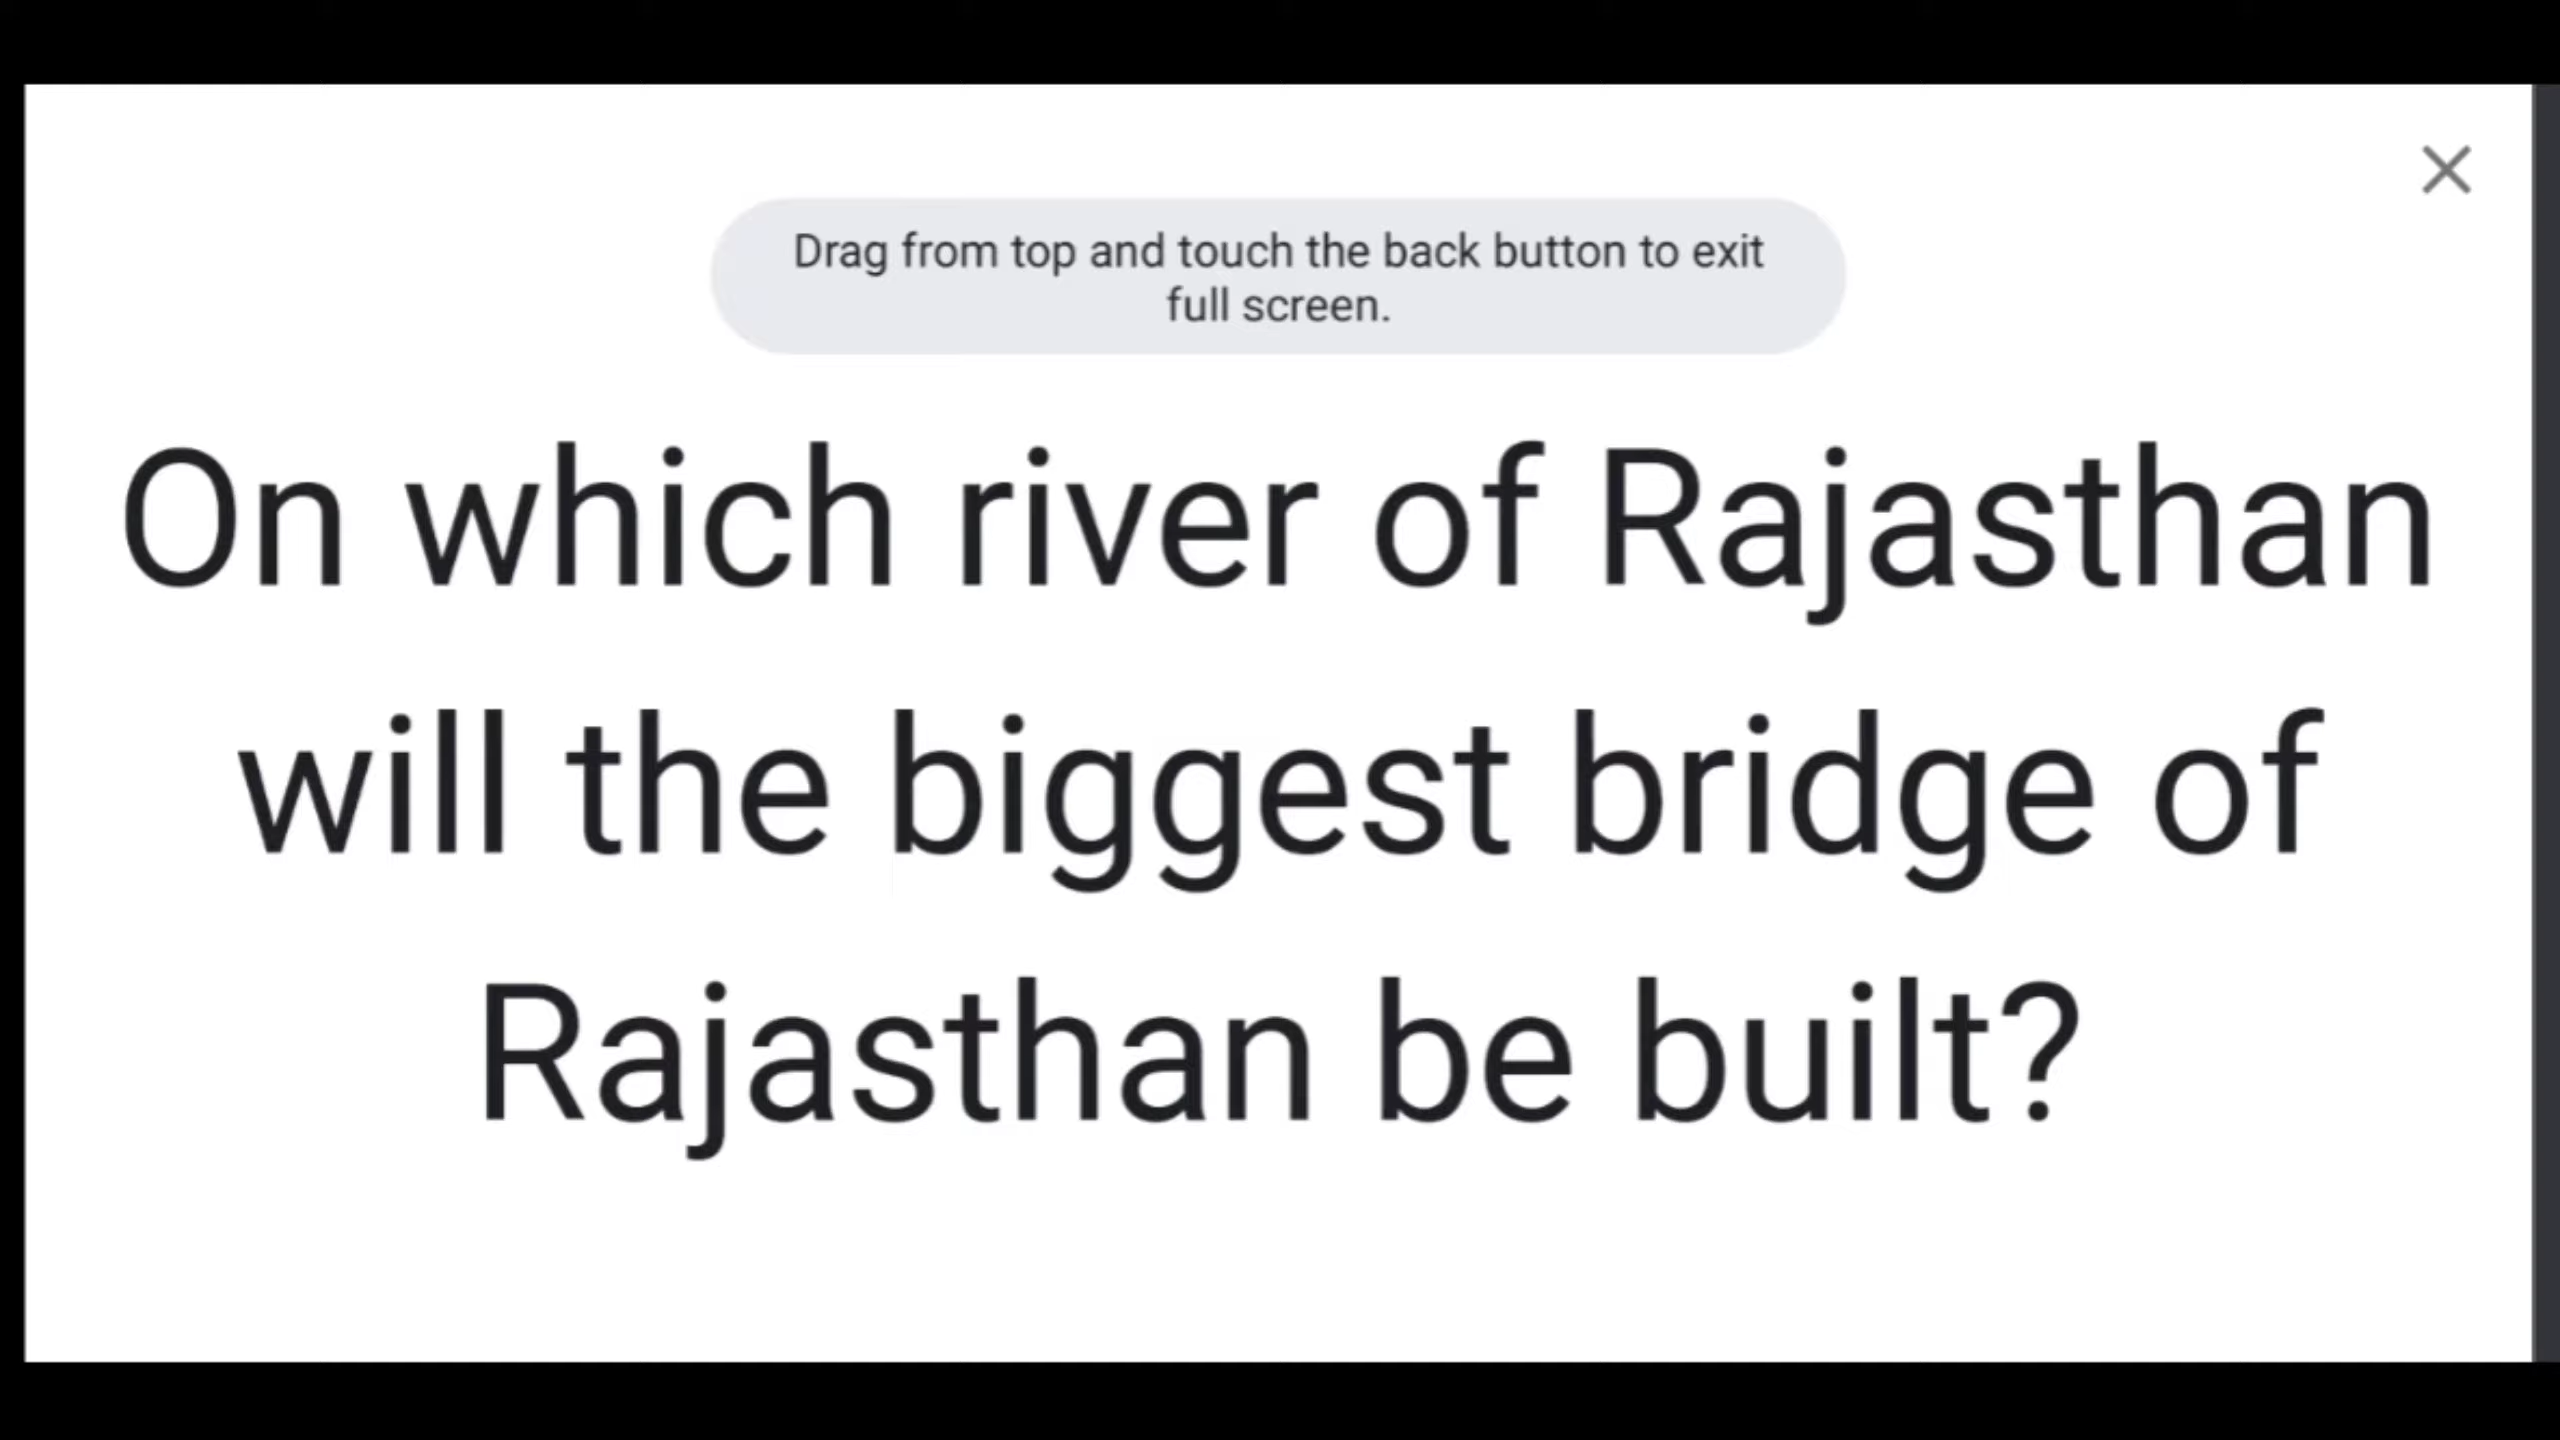 Drag from top and touch the back button to exit
full screen.
On which river of Rajasthan
will the biggest bridge of
Rajasthan be built?